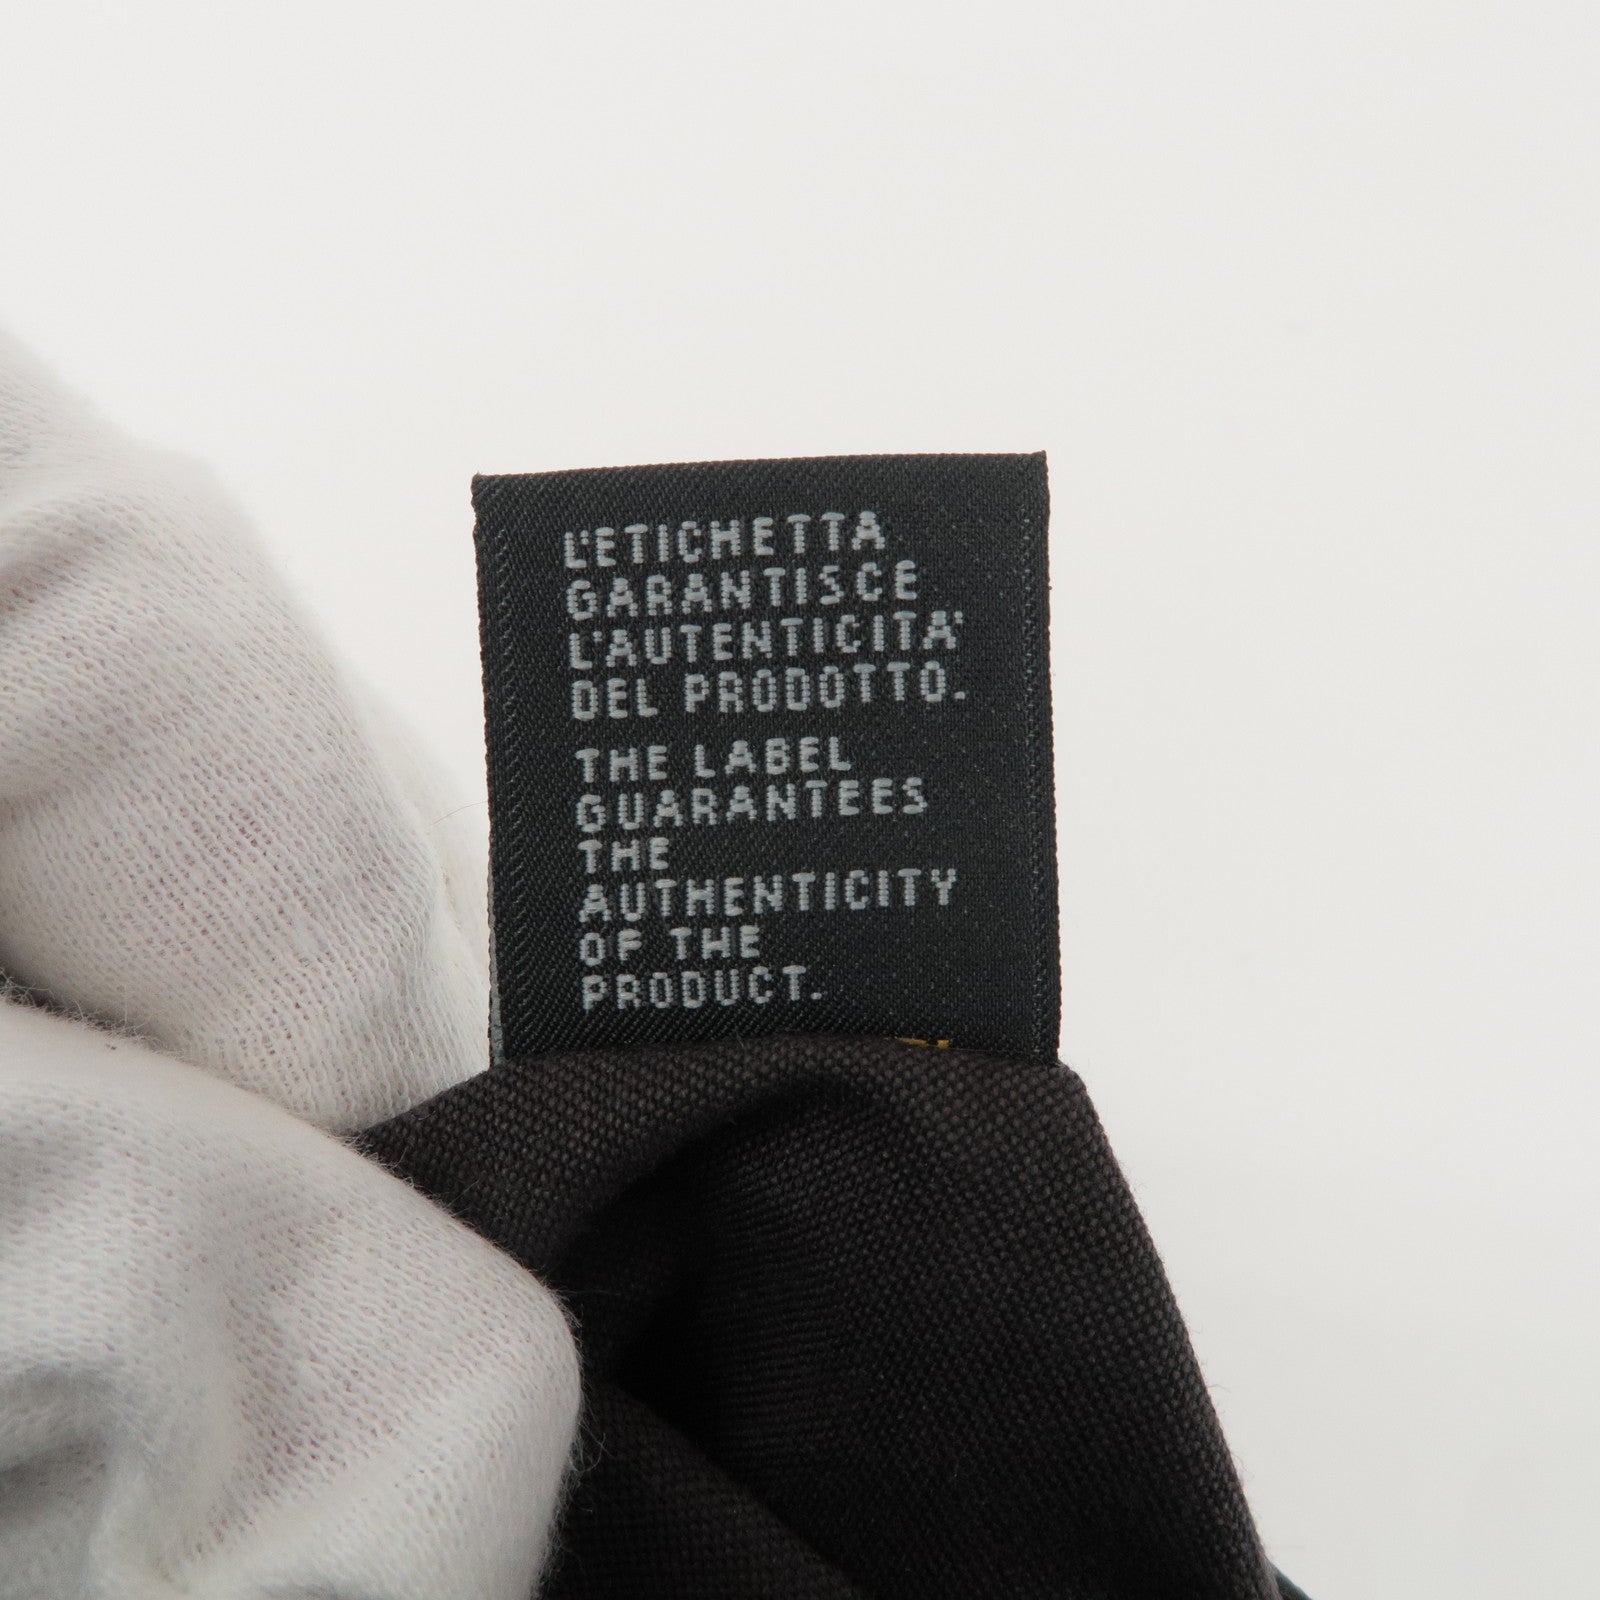 L'ETICHETTA
GARANTISCE
L'AUTENTICITA'
DEL PRODOTTO.
THE LABEL
GUARANTEES
THE
AUTHENTICITY
OF THE
PRODUCT.